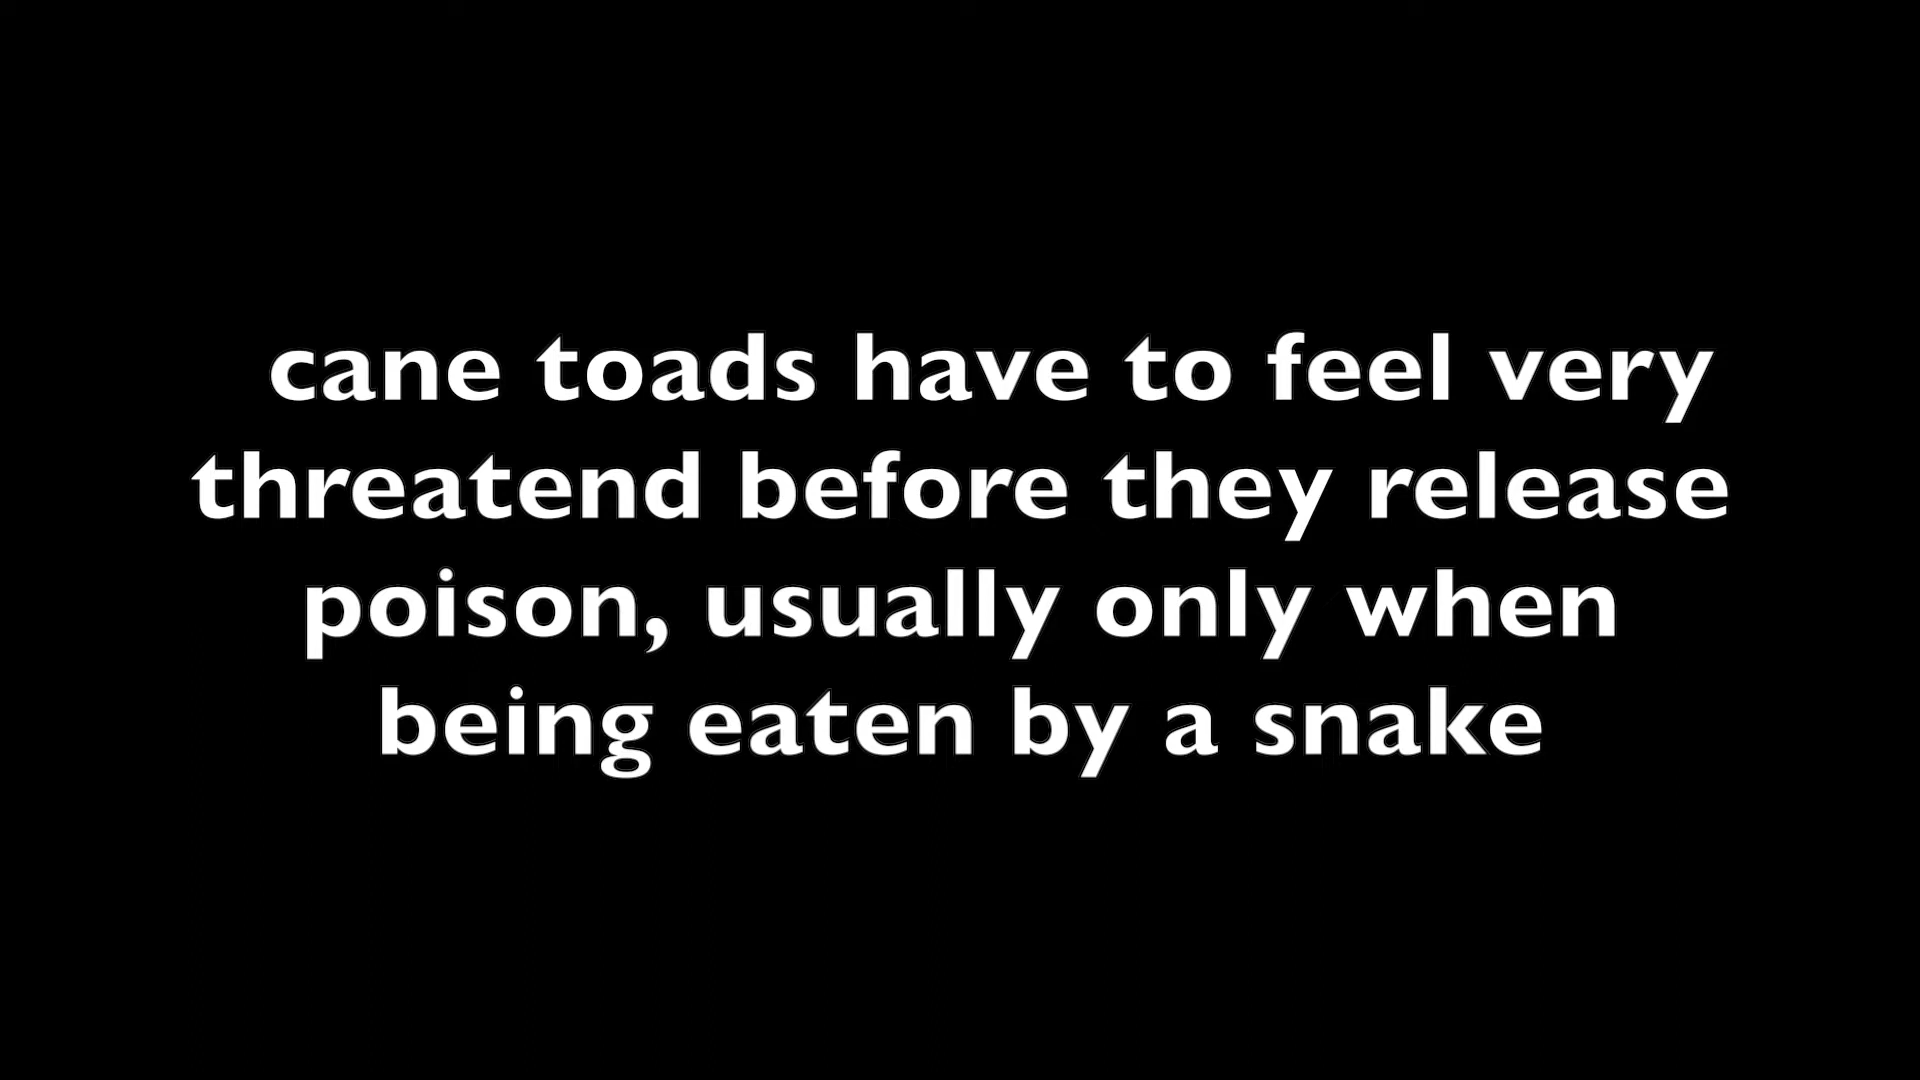 cane toads have to feel very
threatend before they release
poison, usually only when
being eaten by a snake